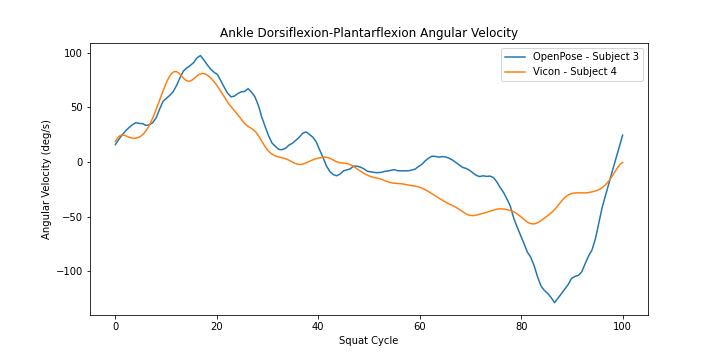 Ankle Dorsiflexion-Plantarflexion Angular Velocity
OpenPose - Subject 3
Vicon - Subject 4
100
50
0
−50
−100
Angular Velocity (deg/s)
0 20 40 60 80 100
Squat Cycle